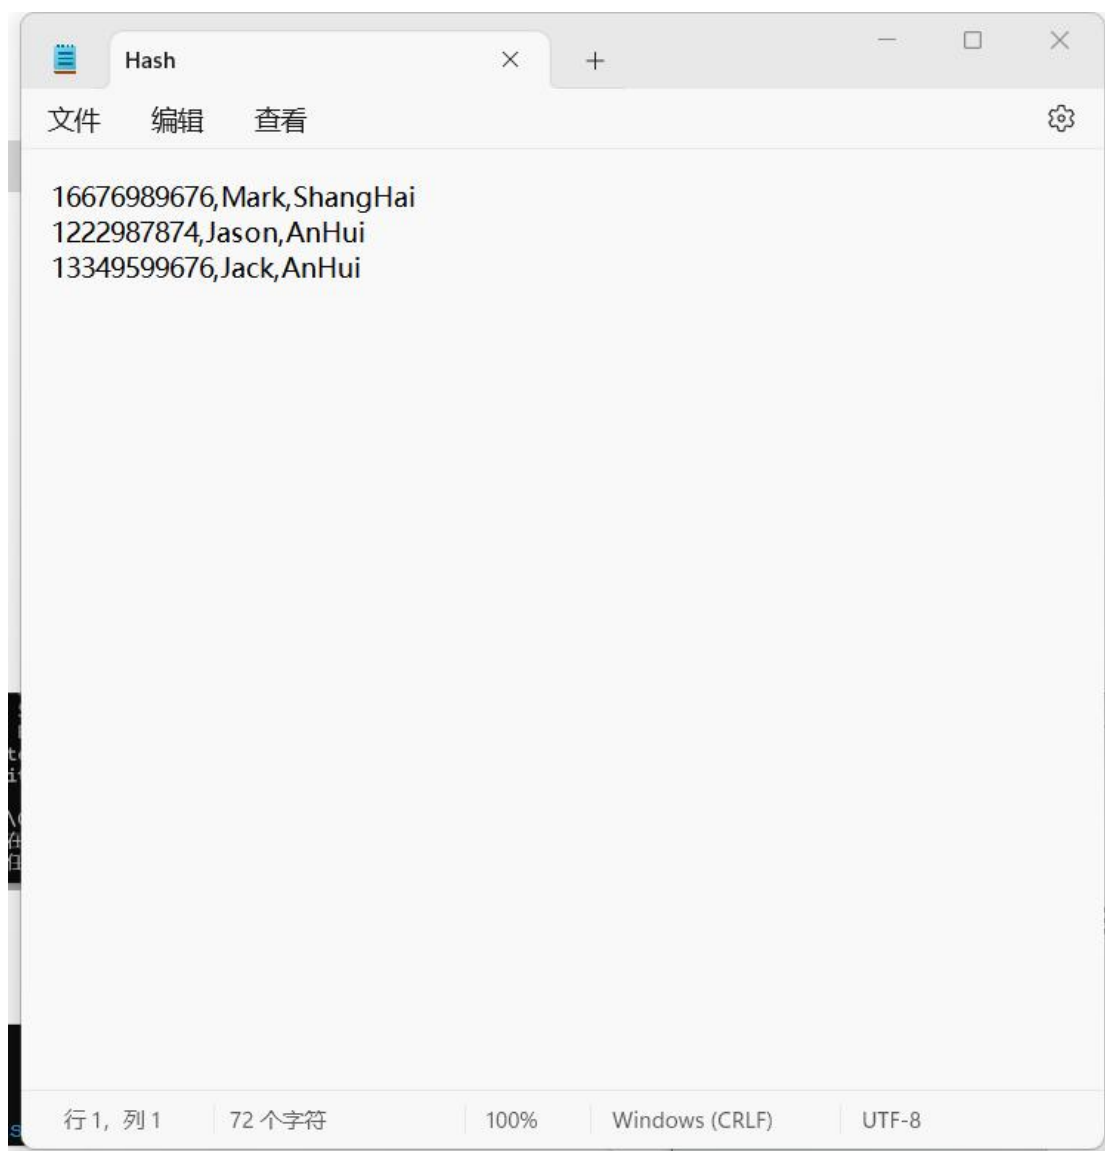 Hash
文件 编辑 查看
16676989676,Mark,ShangHai
1222987874,Jason,AnHui
13349599676,Jack,AnHui
行 1, 列 1 72 个字符 100% Windows (CRLF) UTF-8